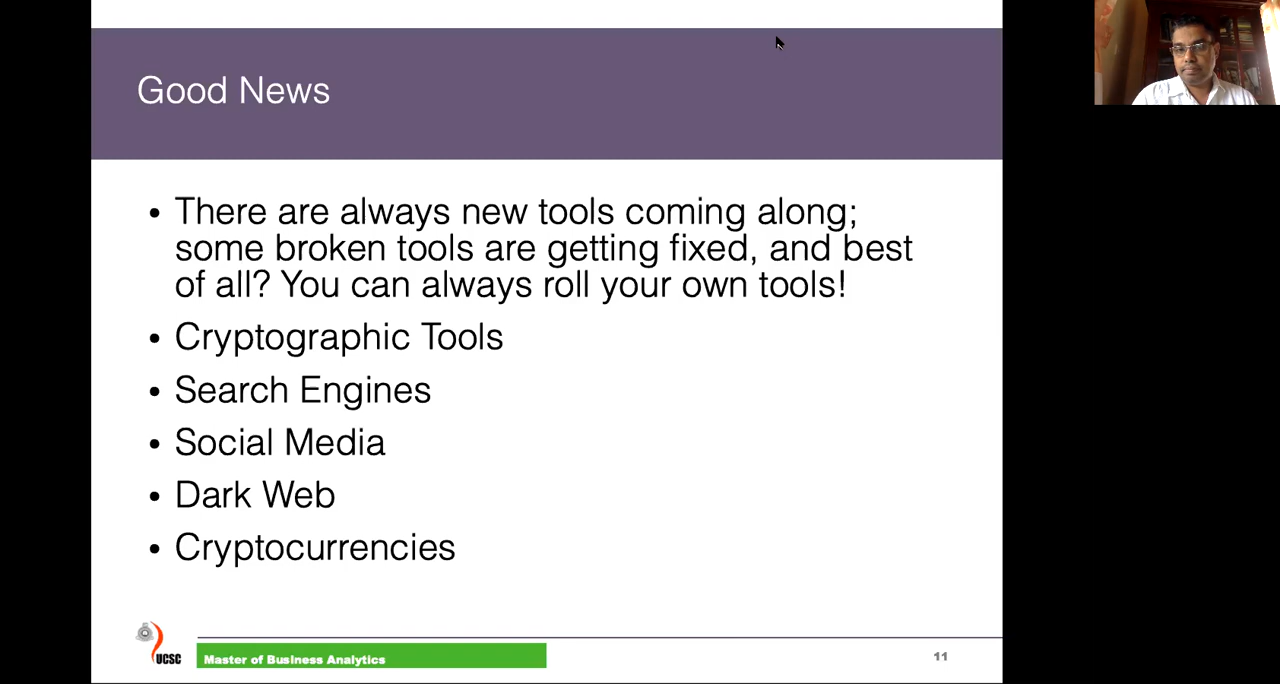 Good News
• There are always new tools coming along;
some broken tools are getting fixed, and best
of all? You can always roll your own tools!
• Cryptographic Tools
• Search Engines
• Social Media
• Dark Web
• Cryptocurrencies
UCSC
Master of Business Analytics
11